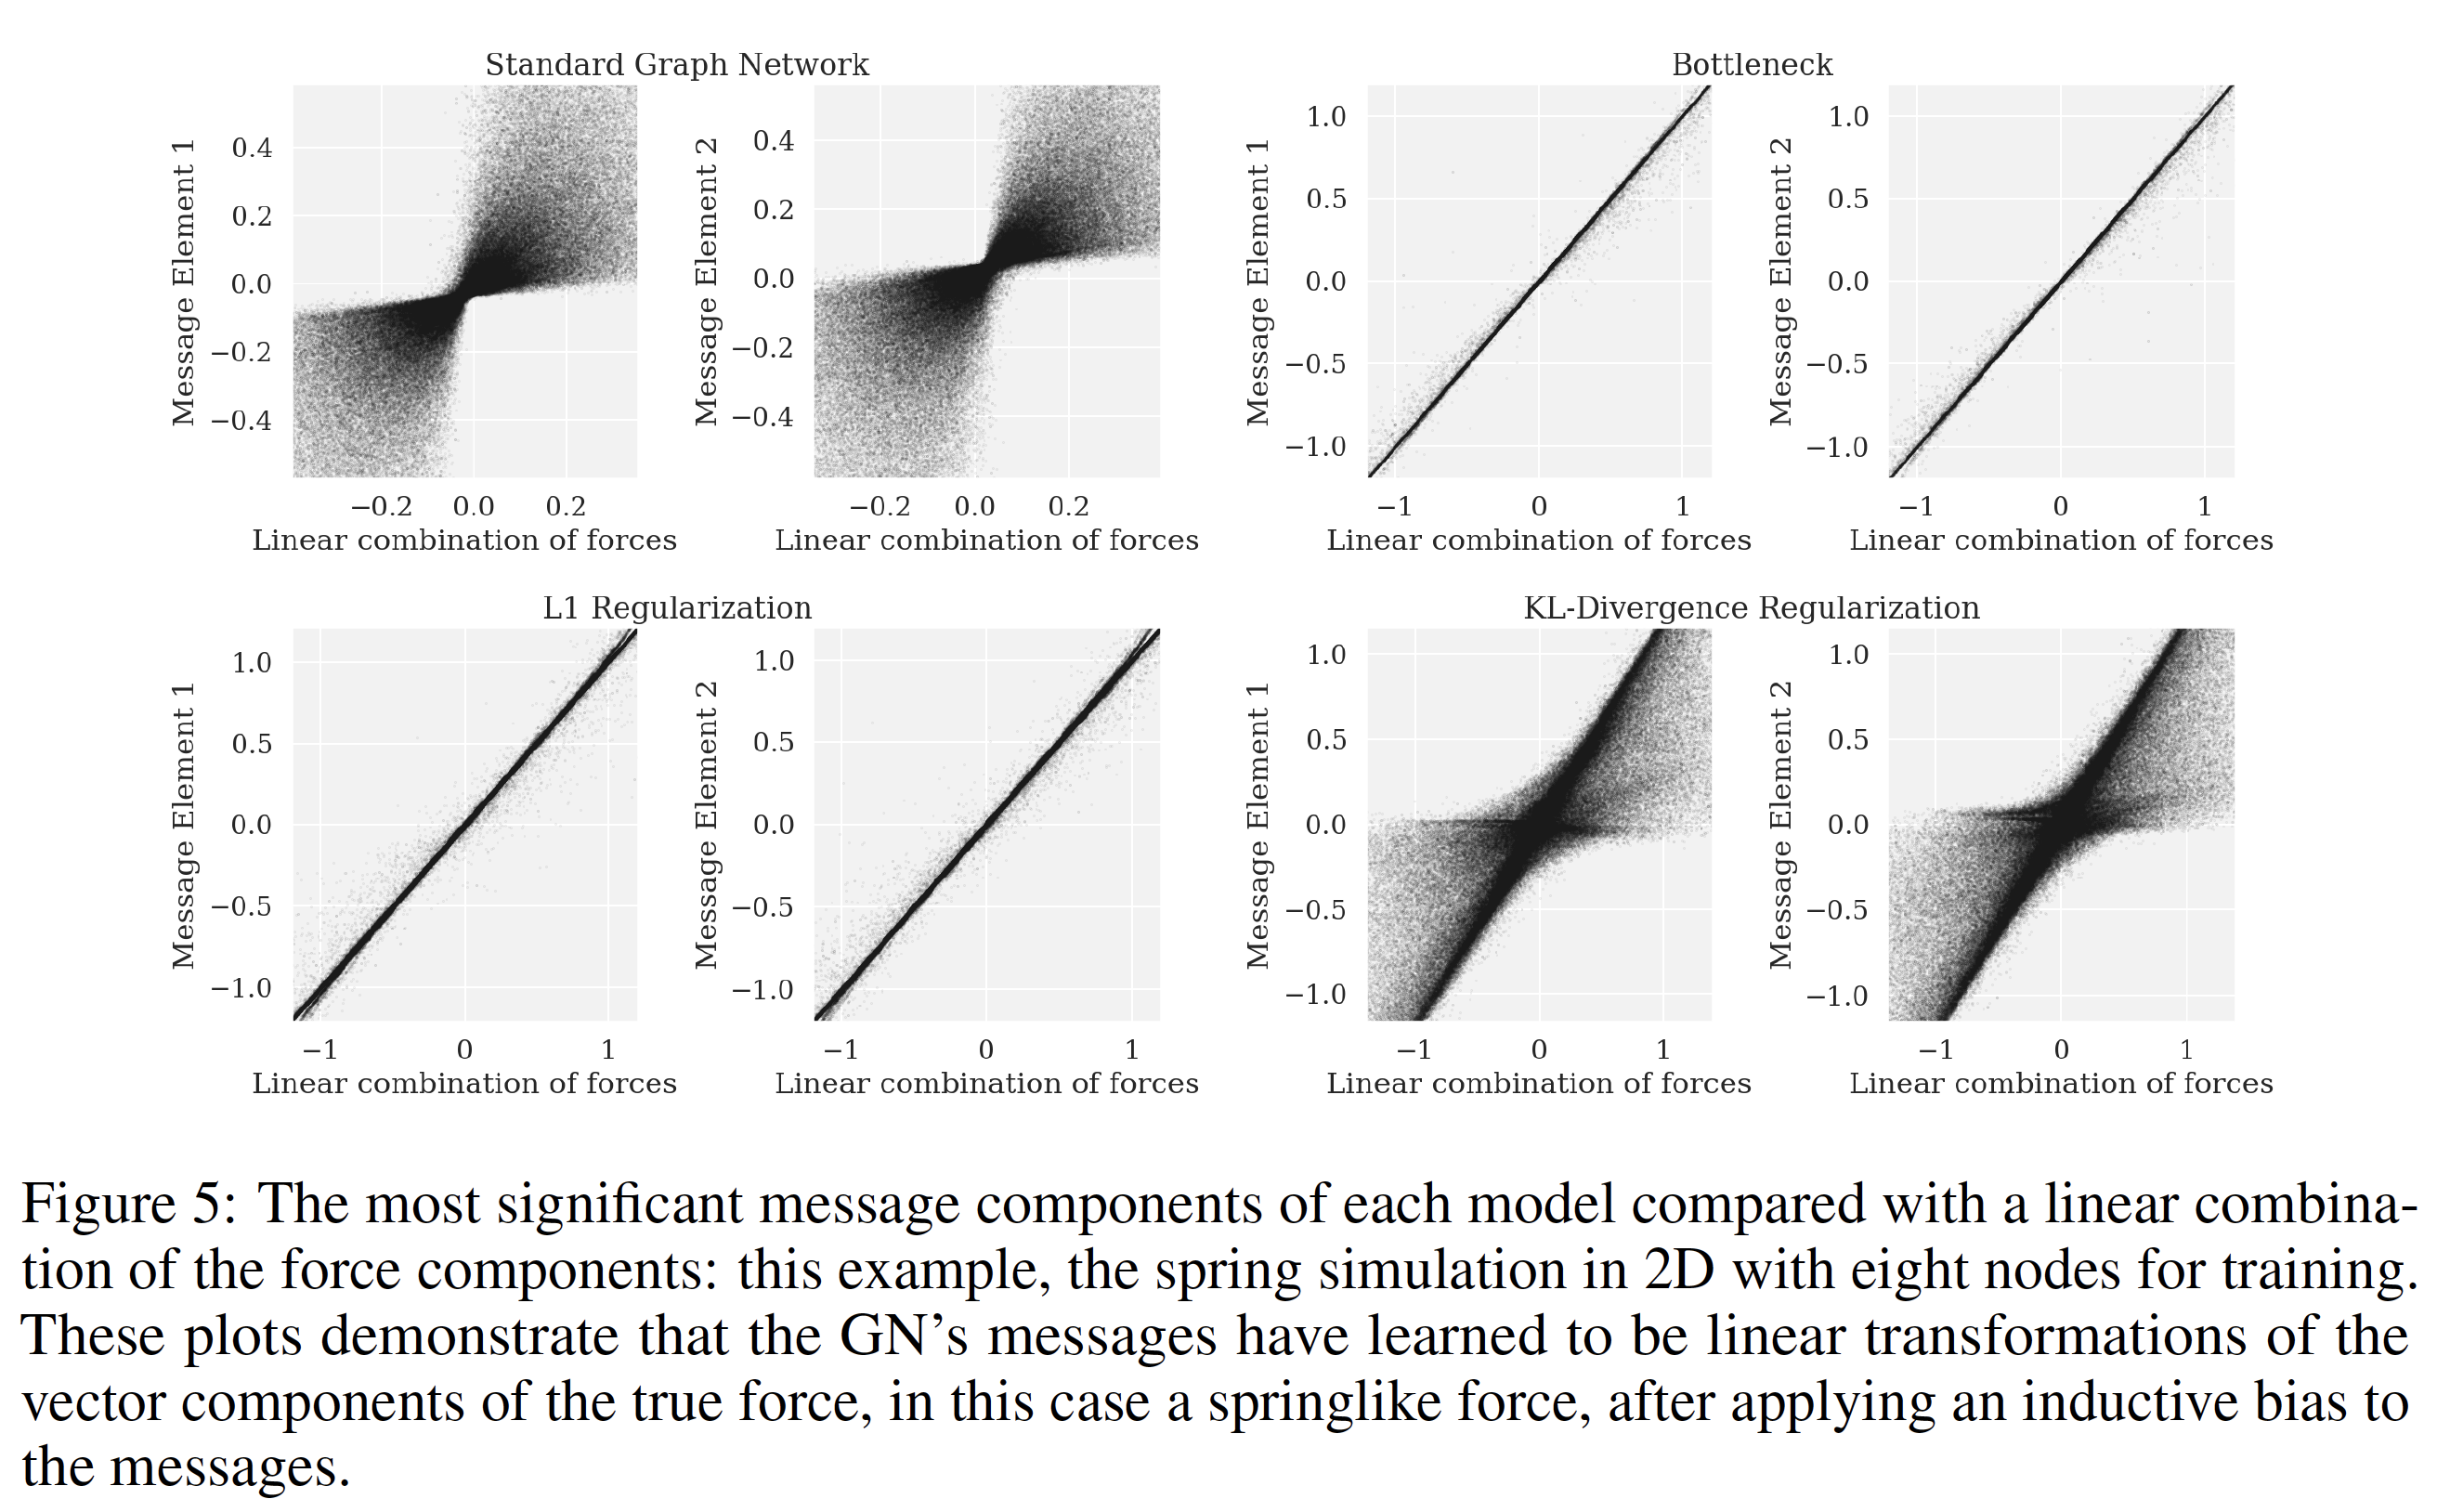 Standard Graph Network
Bottleneck
Message Element 1
0.4
0.2
0.0
−0.2
−0.4
−0.2 0.0 0.2
Linear combination of forces
Message Element 2
0.4
0.2
0.0
−0.2
−0.4
−0.2 0.0 0.2
Linear combination of forces
Message Element 1
1.0
0.5
0.0
−0.5
−1.0
−1 0 1
Linear combination of forces
Message Element 2
1.0
0.5
0.0
−0.5
−1.0
−1 0 1
Linear combination of forces
L1 Regularization
KL-Divergence Regularization
Message Element 1
1.0
0.5
0.0
−0.5
−1.0
−1 0 1
Linear combination of forces
Message Element 2
1.0
0.5
0.0
−0.5
−1.0
−1 0 1
Linear combination of forces
Message Element 1
1.0
0.5
0.0
−0.5
−1.0
−1 0 1
Linear combination of forces
Message Element 2
1.0
0.5
0.0
−0.5
−1.0
−1 0 1
Linear combination of forces
Figure 5: The most significant message components of each model compared with a linear combina-
tion of the force components: this example, the spring simulation in 2D with eight nodes for training.
These plots demonstrate that the GN’s messages have learned to be linear transformations of the
vector components of the true force, in this case a springlike force, after applying an inductive bias to
the messages.